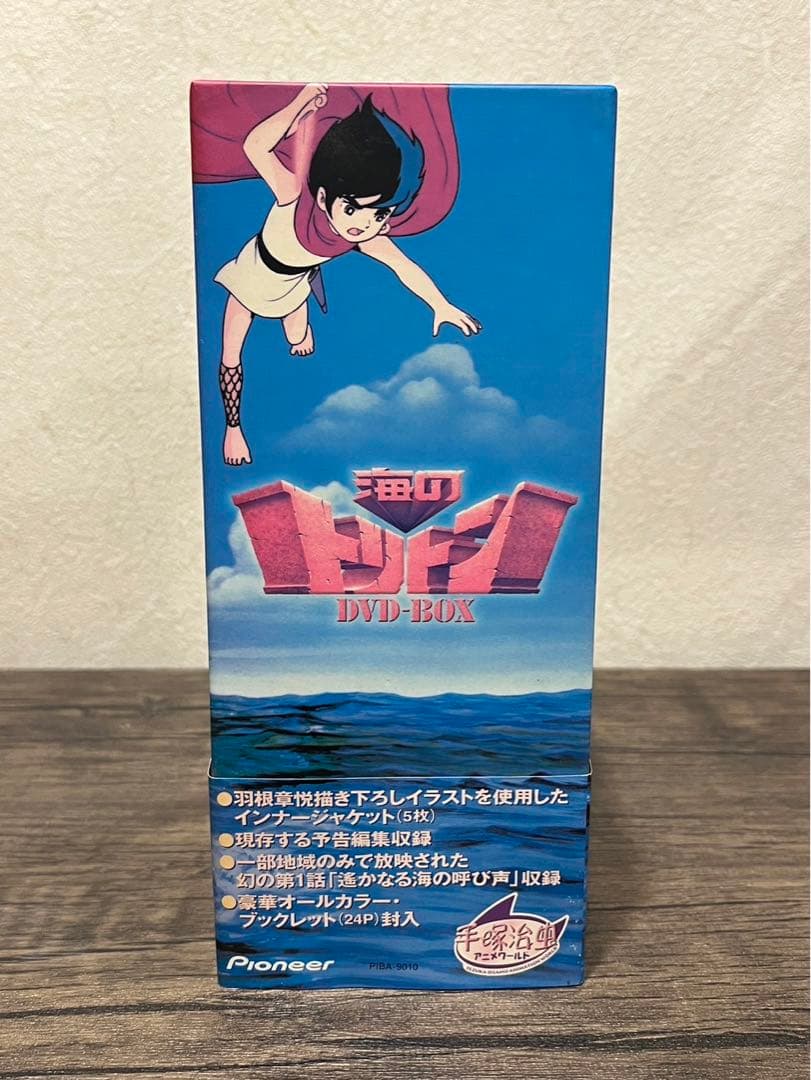 海の
トリトン
DVD-BOX
●羽根章悦描き下ろしイラストを使用した
インナージャケット(5枚)
●現存する予告編集収録
●一部地域のみで放映された
幻の第1話「遙かなる海の呼び声」収録
●豪華オールカラー・
ブックレット(24P)封入
手塚治虫
アニメワールド
Pioneer
PIBA-9010